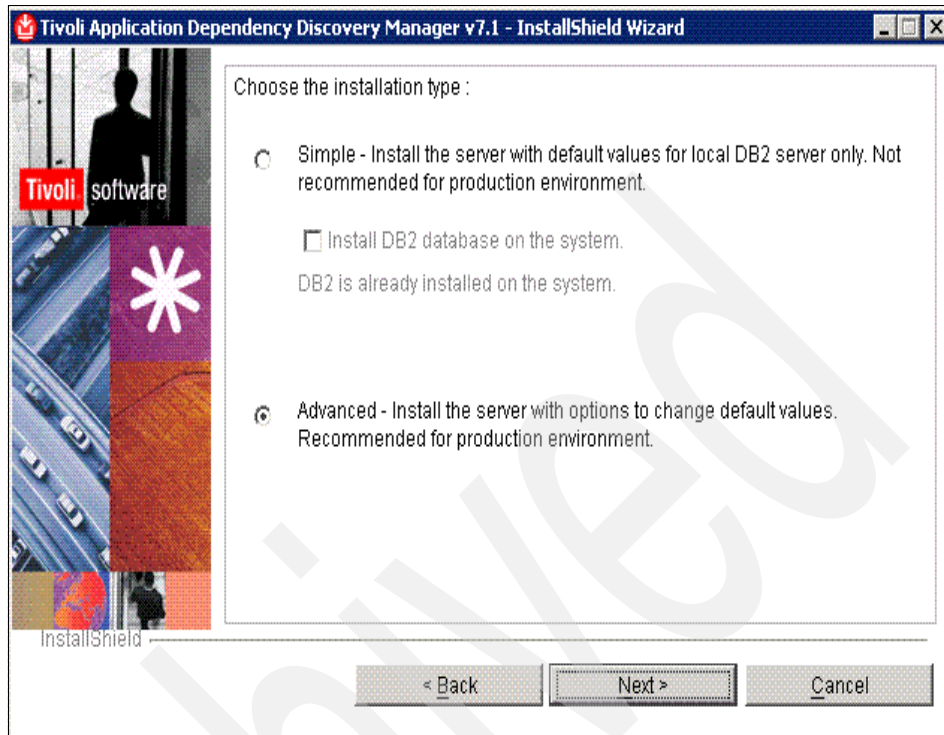 Tivoli Application Dependency Discovery Manager v7.1 - InstallShield Wizard
Choose the installation type :
Simple - Install the server with default values for local DB2 server only. Not
recommended for production environment.
Install DB2 database on the system.
DB2 is already installed on the system.
Advanced - Install the server with options to change default values.
Recommended for production environment.
Tivoli. software
InstallShield
< Back
Next >
Cancel
hived